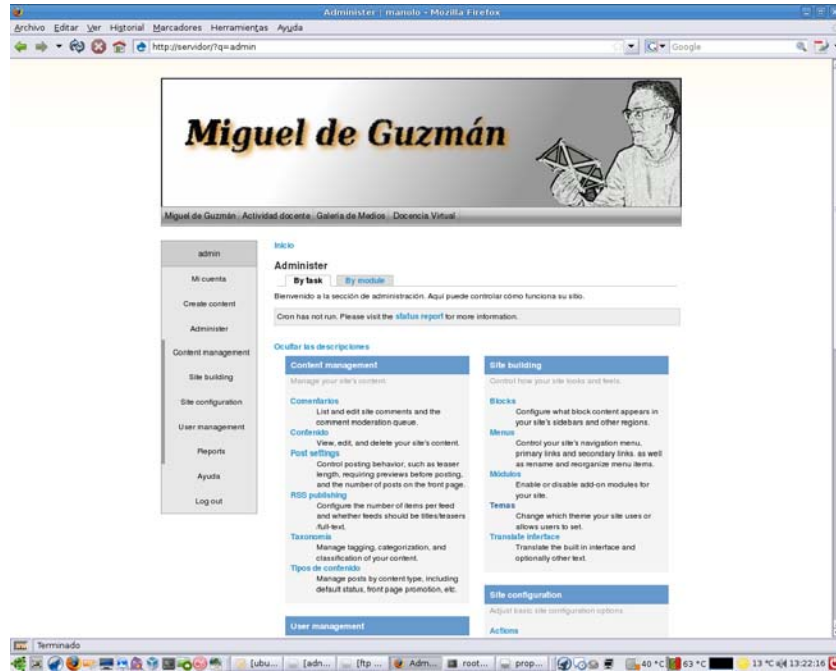 Administer | manolo - Mozilla Firefox
Archivo Editar Ver Historial Marcadores Herramientas Ayuda
http://servidor/?q=admin
Google
Miguel de Guzmán
Miguel de Guzmán Actividad docente Galería de Medios Docencia Virtual
admin
Mi cuenta
Create content
Administer
Content management
Site building
Site configuration
User management
Reports
Ayuda
Log out
Inicio
Administer
By task By module
Bienvenido a la sección de administración. Aquí puede controlar cómo funciona su sitio.
Cron has not run. Please visit the status report for more information.
Ocultar las descripciones
Content management
Manage your site's content.
Comentarios
List and edit site comments and the
comment moderation queue.
Contenido
View, edit, and delete your site's content.
Post settings
Control posting behavior, such as teaser
length, requiring previews before posting,
and the number of posts on the front page.
RSS publishing
Configure the number of items per feed
and whether feeds should be titles/teasers
/full-text.
Taxonomía
Manage tagging, categorization, and
classification of your content.
Tipos de contenido
Manage posts by content type, including
default status, front page promotion, etc.
User management
Site building
Control how your site looks and feels.
Blocks
Configure what block content appears in
your site's sidebars and other regions.
Menus
Control your site's navigation menu,
primary links and secondary links. as well
as rename and reorganize menu items.
Módulos
Enable or disable add-on modules for
your site.
Temas
Change which theme your site uses or
allows users to set.
Translate interface
Translate the built in interface and
optionally other text.
Site configuration
Adjust basic site configuration options
Actions
Terminado
[ubu... [adn... [ftp ... Adm... root... prop... 40 °C 63 °C 13 °C 13:22:16